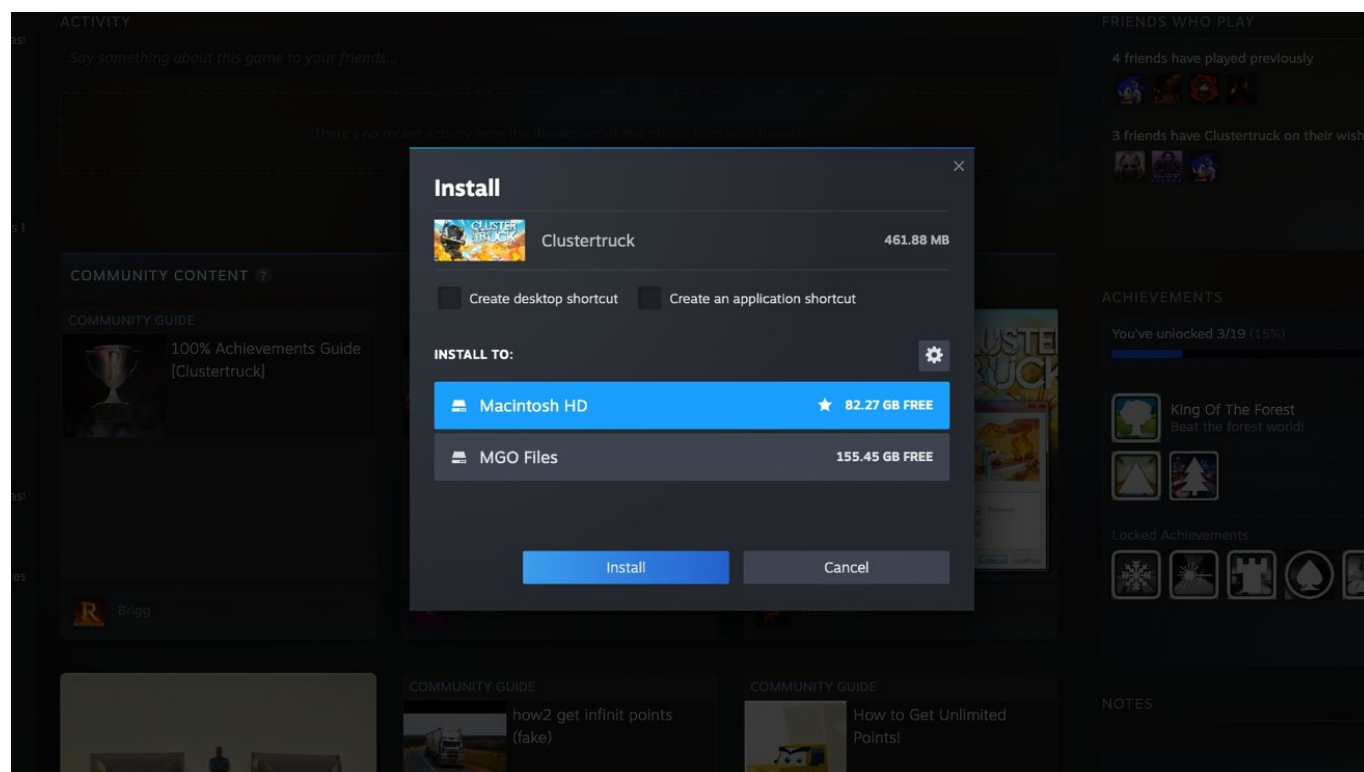 ACTIVITY
Say something about this game to your friends...
There's no recent activity from the developers of this title or from your friends.
FRIENDS WHO PLAY
4 friends have played previously
3 friends have Clustertruck on their wish
Install
CLUSTER
TRUCK
Clustertruck
461.88 MB
Create desktop shortcut
Create an application shortcut
INSTALL TO:
Macintosh HD
82.27 GB FREE
MGO Files
155.45 GB FREE
Install
Cancel
COMMUNITY CONTENT ?
COMMUNITY GUIDE
100% Achievements Guide
[Clustertruck]
R Brigg
ACHIEVEMENTS
You've unlocked 3/19 (15%)
King Of The Forest
Beat the forest world!
Locked Achievements
COMMUNITY GUIDE
how2 get infinit points
(fake)
COMMUNITY GUIDE
How to Get Unlimited
Points!
NOTES